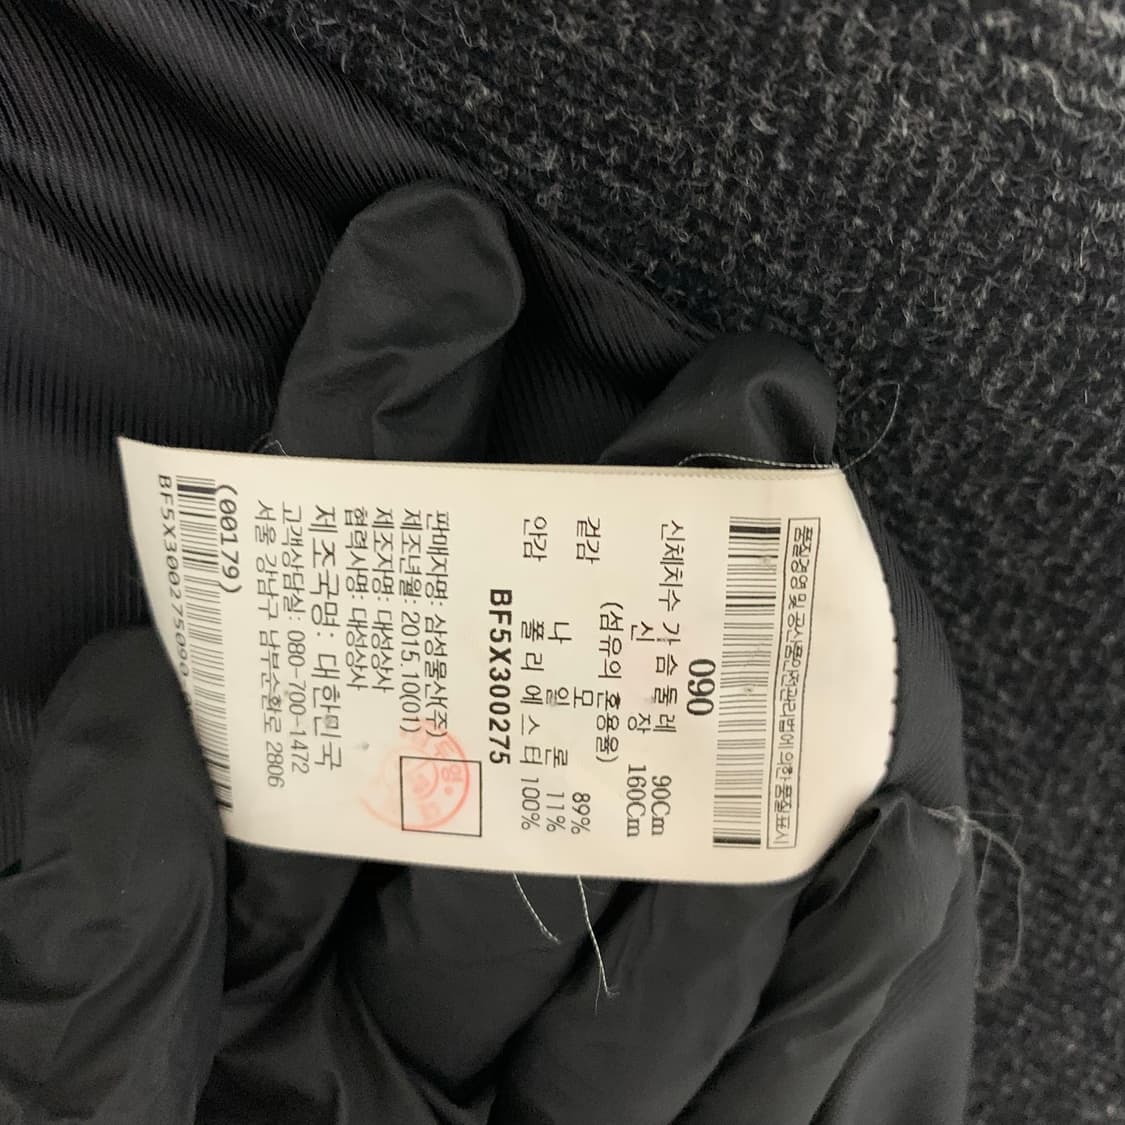 품질경영 및 공산품안전관리법에 의한 품질표시
090
신체치수 가 슴 둘 레 90Cm
신 장 160Cm
(섬유의 혼용율)
겉감 모 89%
나 일 론 11%
안감 폴 리 에 스 터 100%
BF5X300275
판매자명: 삼성물산(주)
제조년월: 2015.10(01)
제조자명: 대성상사
협력사명: 대성상사
제조국명: 대한민국
고객상담실: 080-700-1472
서울 강남구 남부순환로 2806
(00179)
BF5X300275090